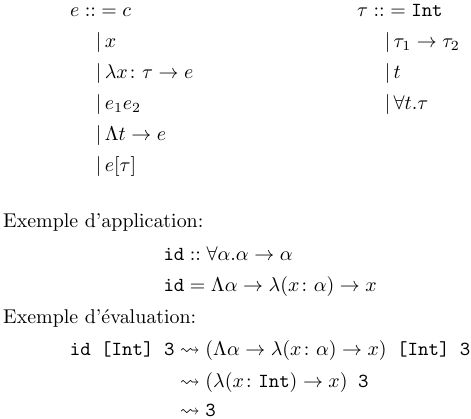 e :: = c τ :: = Int
| x | τ₁ → τ₂
| λx: τ → e | t
| e₁e₂ | ∀t.τ
| Λt → e
| e[τ]
Exemple d'application:
id :: ∀α.α → α
id = Λα → λ(x: α) → x
Exemple d'évaluation:
id [Int] 3 ⇝ (Λα → λ(x: α) → x) [Int] 3
⇝ (λ(x: Int) → x) 3
⇝ 3